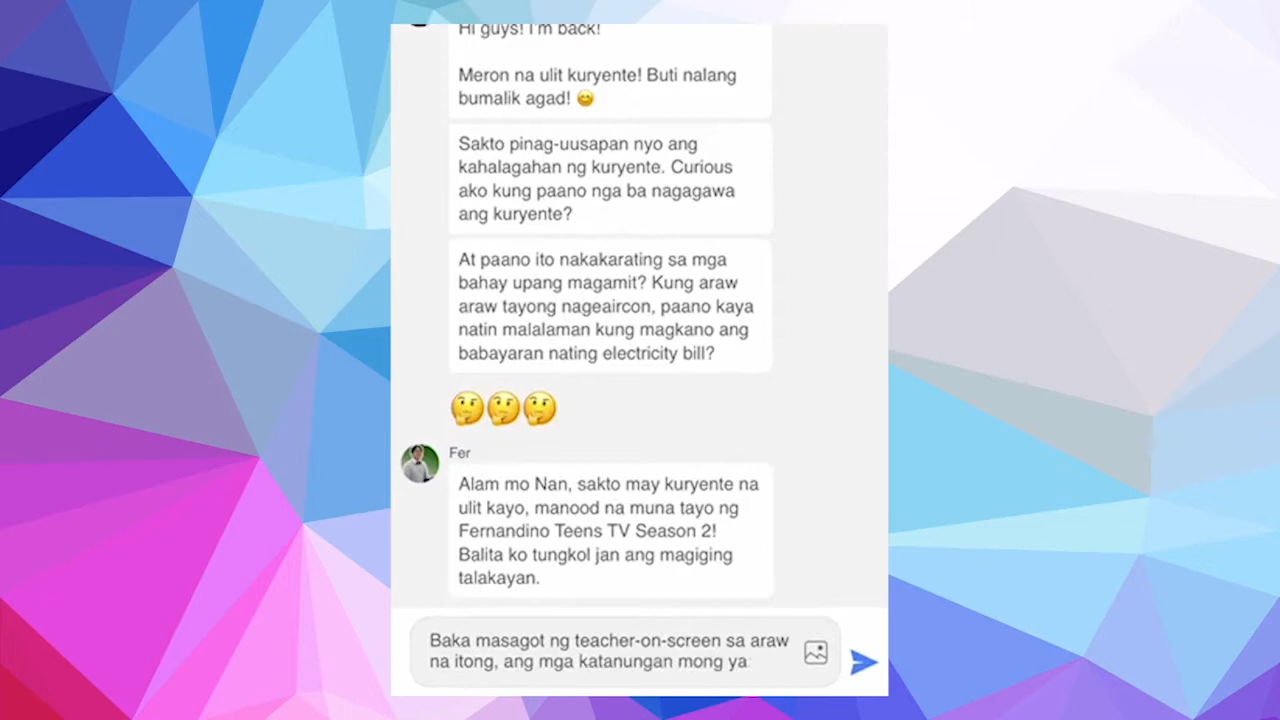 Hi guys! I'm back!
Meron na ulit kuryente! Buti nalang
bumalik agad! 😊
Sakto pinag-uusapan nyo ang
kahalagahan ng kuryente. Curious
ako kung paano nga ba nagagawa
ang kuryente?
At paano ito nakakarating sa mga
bahay upang magamit? Kung araw
araw tayong nageaircon, paano kaya
natin malalaman kung magkano ang
babayaran nating electricity bill?
🤔🤔🤔
Fer
Alam mo Nan, sakto may kuryente na
ulit kayo, manood na muna tayo ng
Fernandino Teens TV Season 2!
Balita ko tungkol jan ang magiging
talakayan.
Baka masagot ng teacher-on-screen sa araw
na itong, ang mga katanungan mong ya